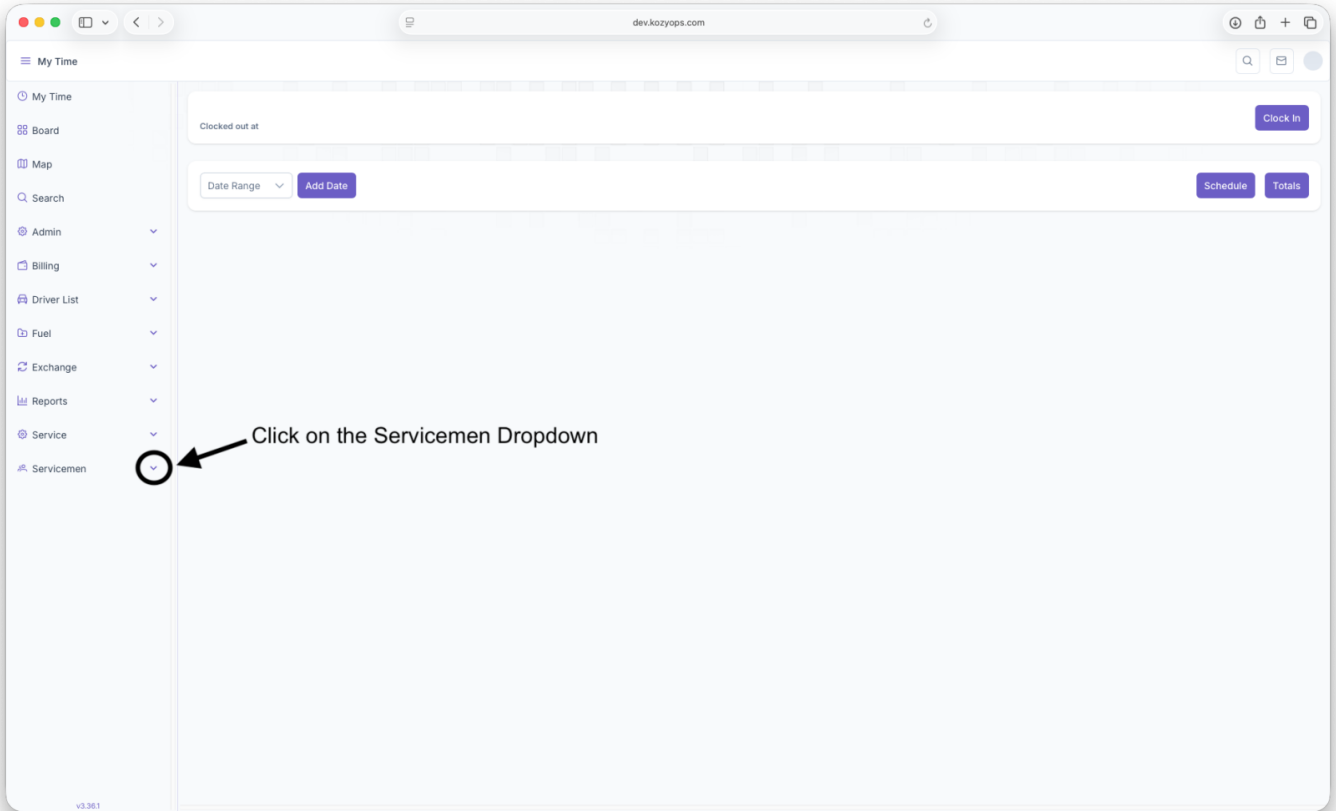 dev.kozyops.com
My Time
My Time
Board
Map
Search
Admin
Billing
Driver List
Fuel
Exchange
Reports
Service
Servicemen
v3.36.1
Clocked out at
Clock In
Date Range
Add Date
Schedule
Totals
Click on the Servicemen Dropdown